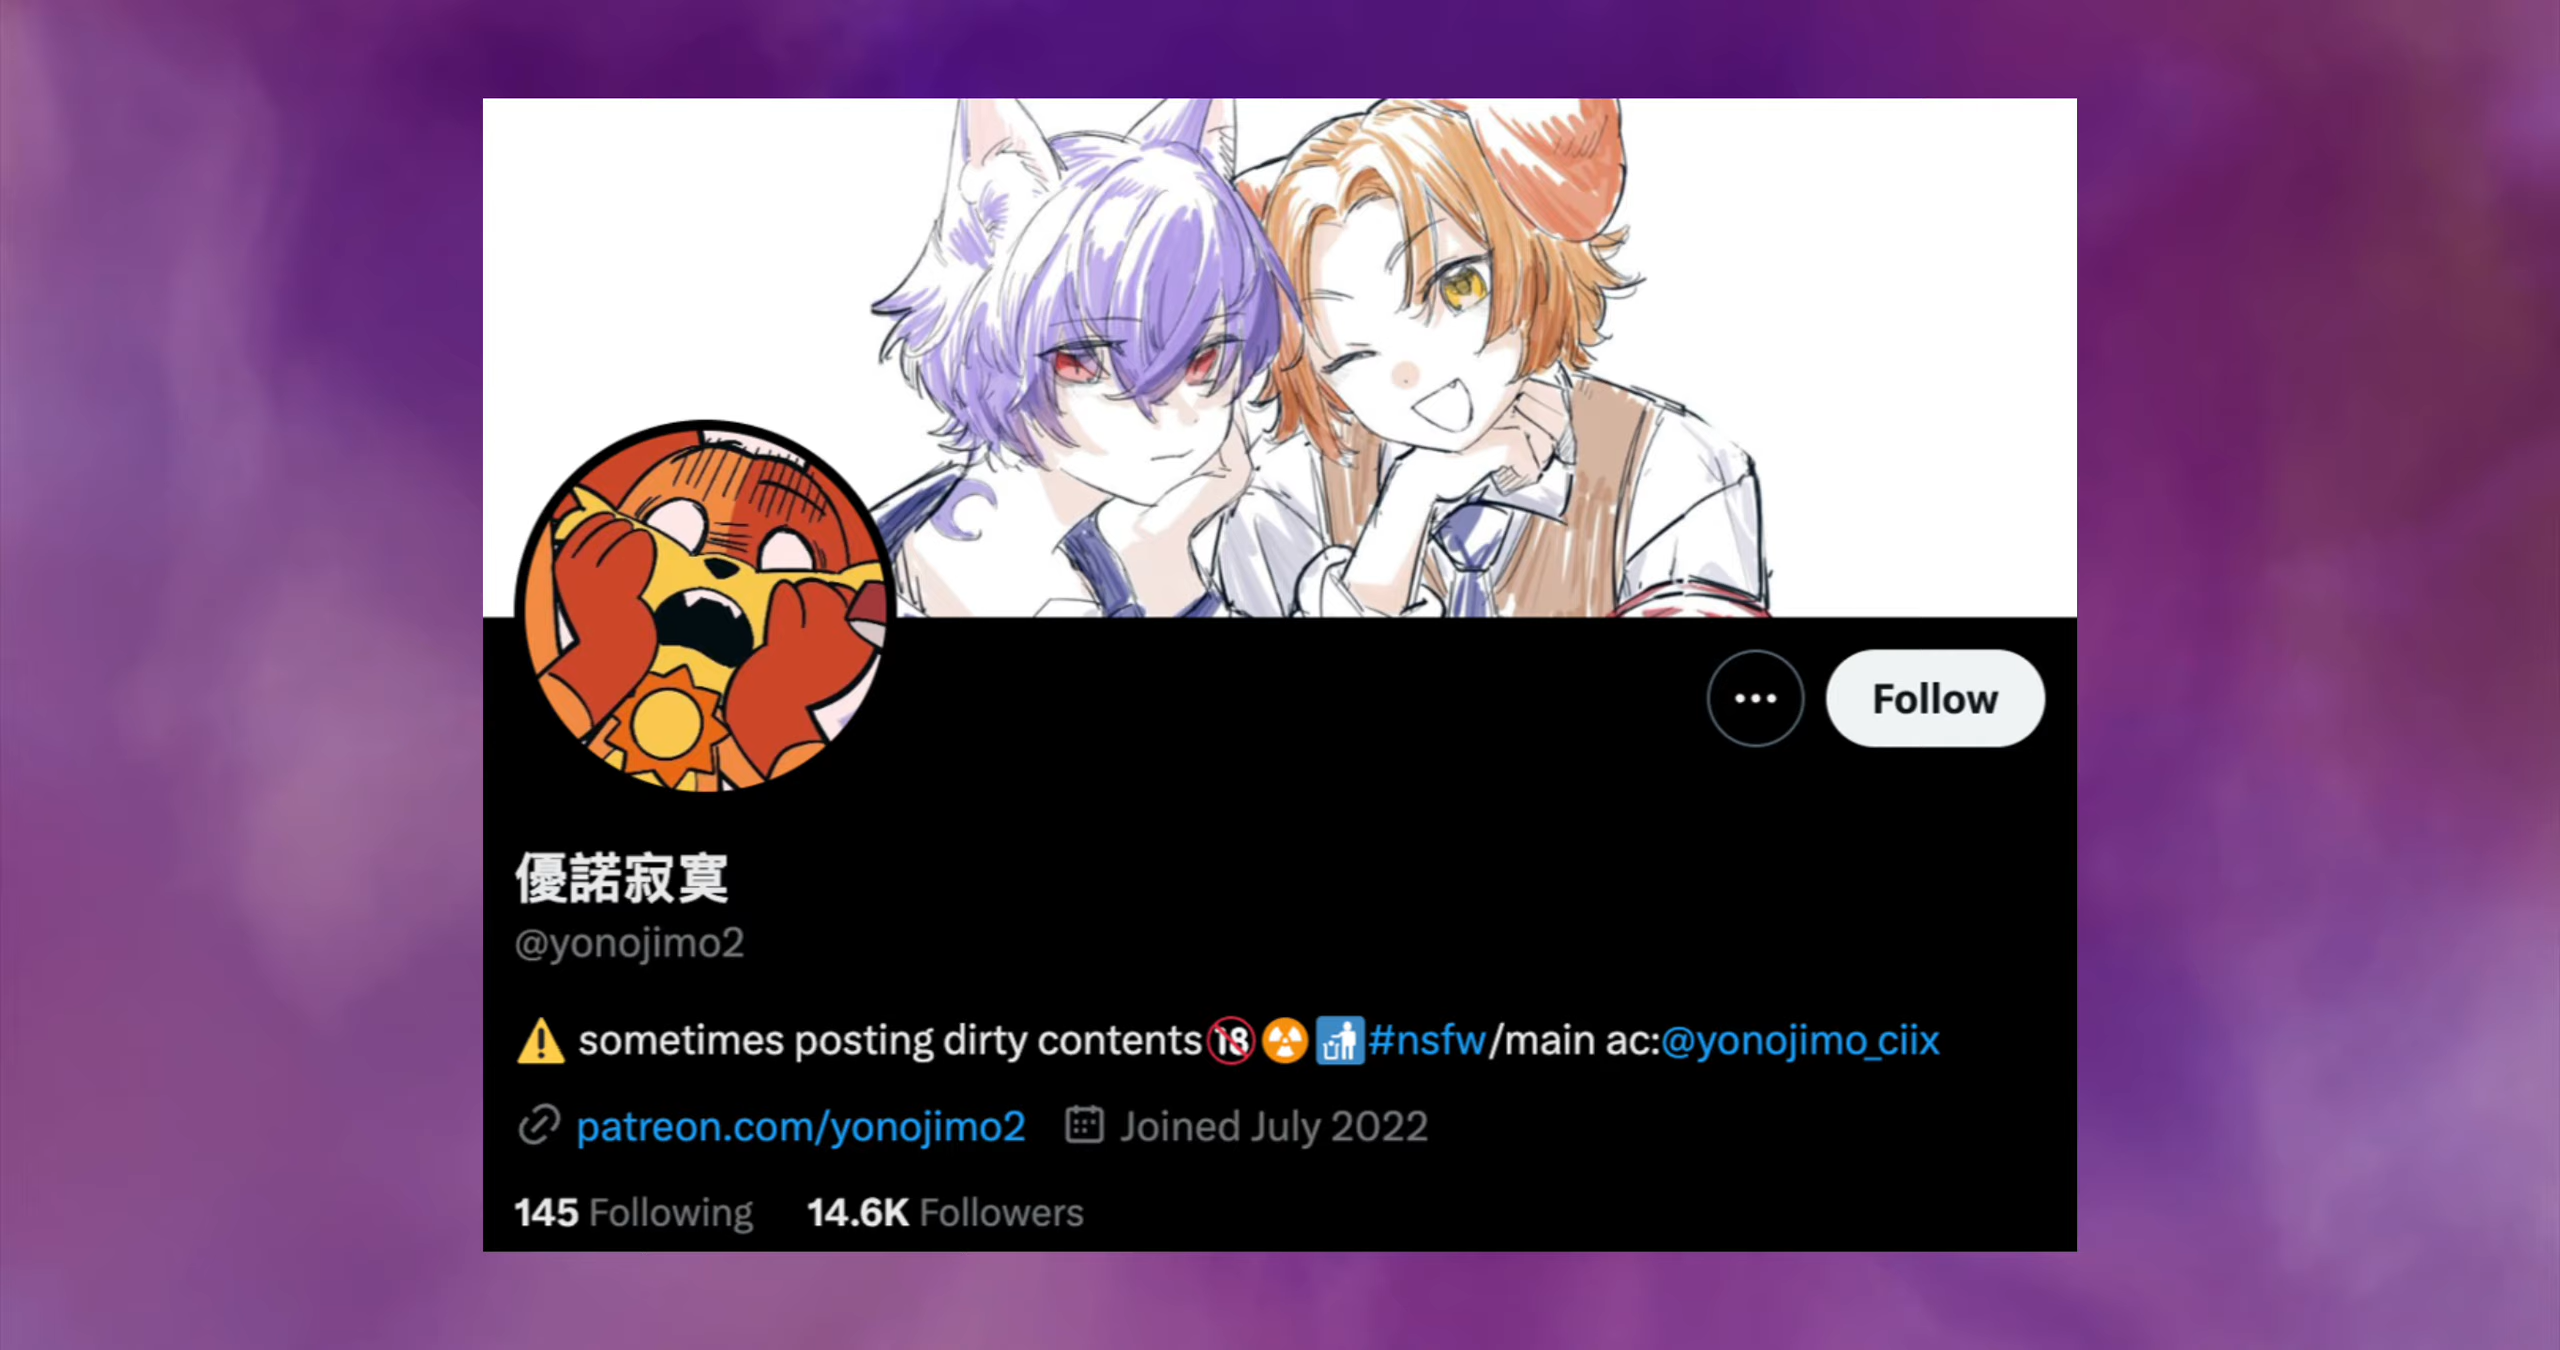 Follow
優諾寂寞
@yonojimo2
⚠️ sometimes posting dirty contents🔞☢️🚮#nsfw/main ac:@yonojimo_ciix
patreon.com/yonojimo2 Joined July 2022
145 Following 14.6K Followers